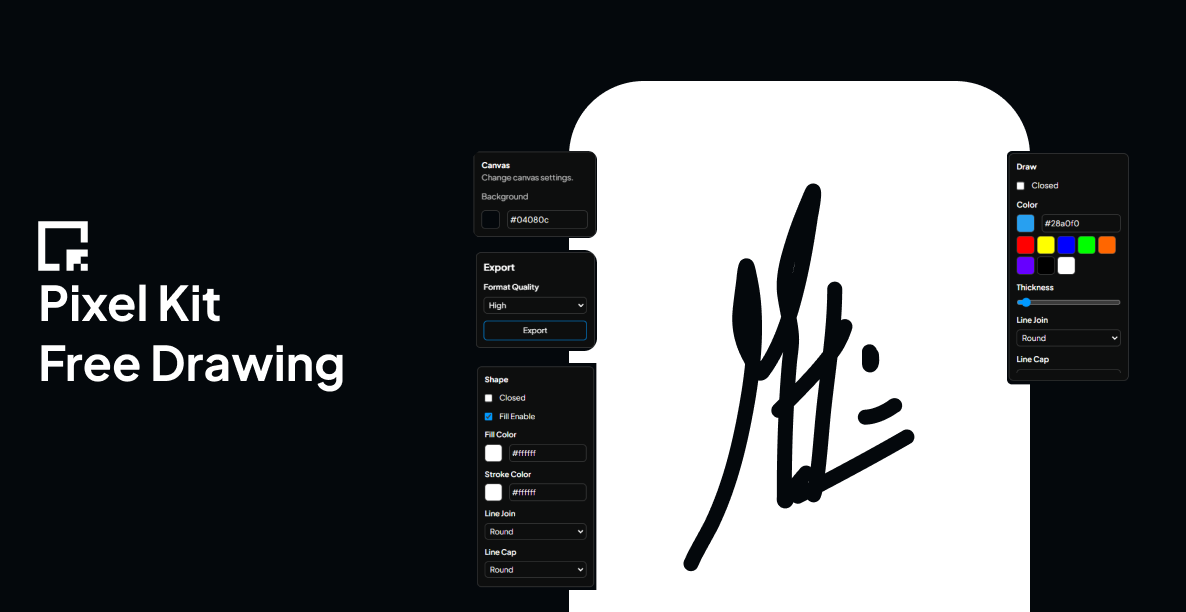 Pixel Kit
Free Drawing
Canvas
Change canvas settings.
Background
#04080c
Export
Format Quality
High
Export
Shape
Closed
Fill Enable
Fill Color
#ffffff
Stroke Color
#ffffff
Line Join
Round
Line Cap
Round
Draw
Closed
Color
#28a0f0
Thickness
Line Join
Round
Line Cap